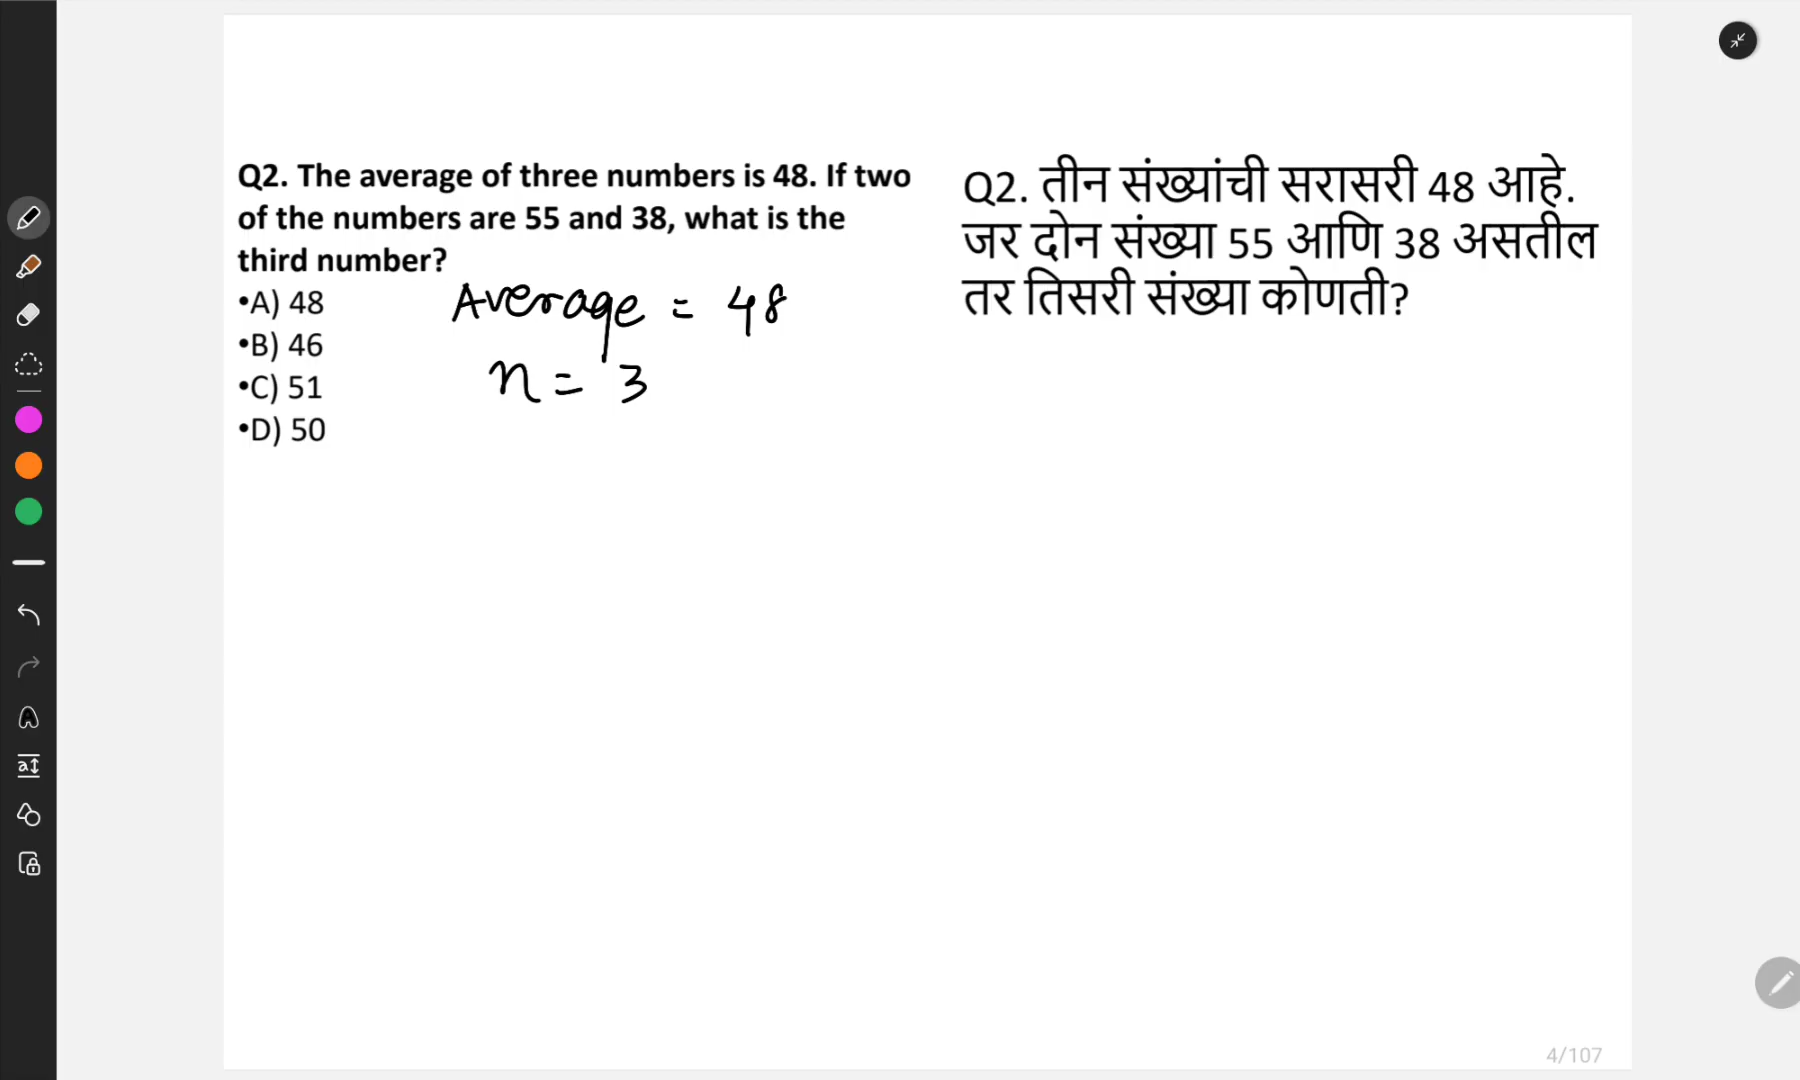 Q2. The average of three numbers is 48. If two
of the numbers are 55 and 38, what is the
third number?
•A) 48
•B) 46
•C) 51
•D) 50
Average = 48
n = 3
Q2. तीन संख्यांची सरासरी 48 आहे.
जर दोन संख्या 55 आणि 38 असतील
तर तिसरी संख्या कोणती?
4/107